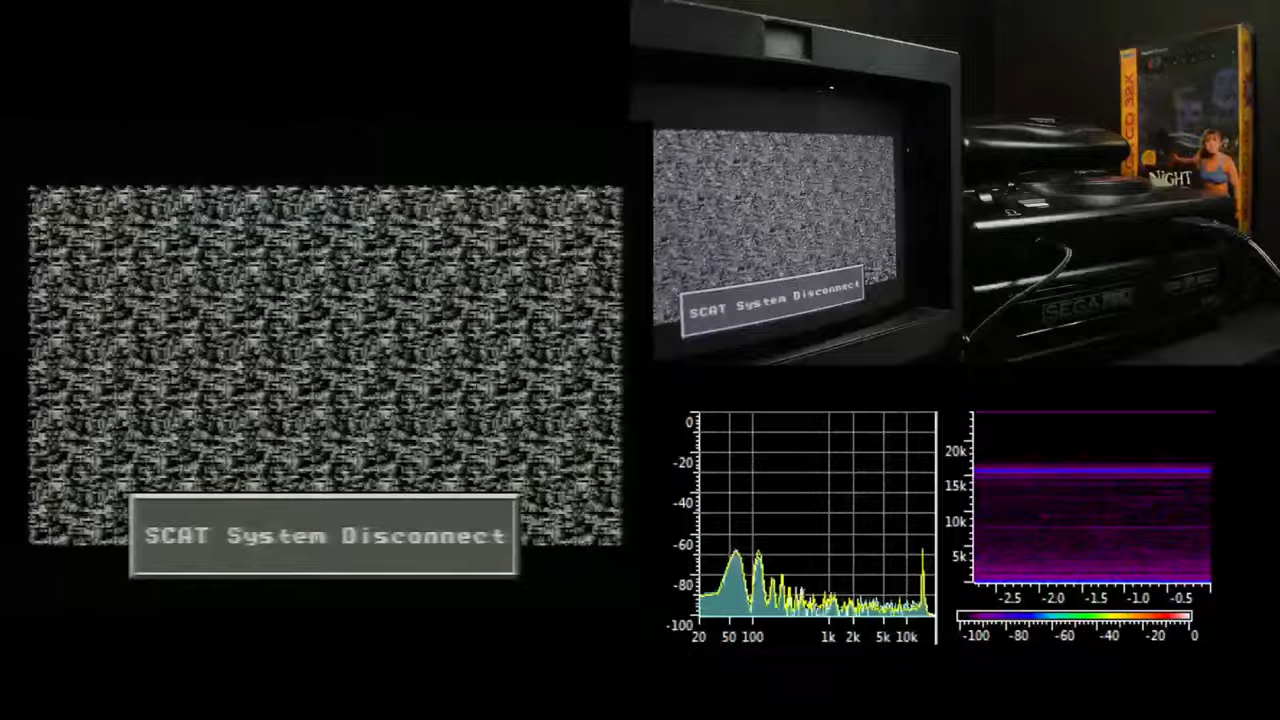 SCAT System Disconnect
SCAT System Disconnect
CD 32X
NIGHT
SEGA
0
-20
-40
-60
-80
-100
20 50 100 1k 2k 5k 10k
20k
15k
10k
5k
-2.5 -2.0 -1.5 -1.0 -0.5
-100 -80 -60 -40 -20 0